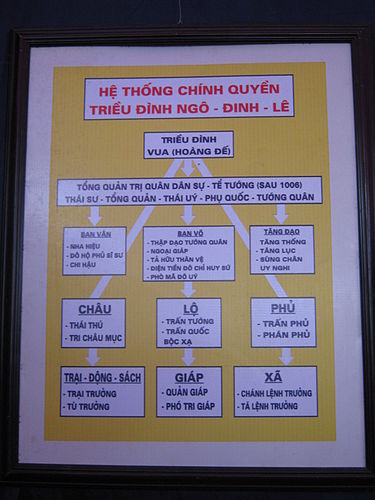 HỆ THỐNG CHÍNH QUYỀN
TRIỀU ĐÌNH NGÔ - ĐINH - LÊ
TRIỀU ĐÌNH
VUA (HOÀNG ĐẾ)
TỔNG QUẢN TRỊ QUÂN DÂN SỰ - TỂ TƯỚNG (SAU 1006)
THÁI SƯ - TỔNG QUẢN - THÁI UÝ - PHỤ QUỐC - TƯỚNG QUÂN
BAN VĂN
- NHA HIỆU
- ĐÔ HỘ PHỦ SĨ SƯ
- CHI HẬU
BAN VÕ
- THẬP ĐẠO TƯỚNG QUÂN
- NGOẠI GIÁP
- TẢ HỮU THÂN VỆ
- ĐIỆN TIỀN ĐÔ CHỈ HUY SỨ
- PHÒ MÃ ĐÔ UÝ
TĂNG ĐẠO
TĂNG THỐNG
TĂNG LỤC
SÙNG CHÂN
UY NGHI
CHÂU
- THÁI THÚ
- TRI CHÂU MỤC
LỘ
- TRẤN TƯỚNG
- TRẤN QUỐC
BỘC XẠ
PHỦ
- TRẤN PHỦ
- PHÁN PHỦ
TRẠI - ĐỘNG - SÁCH
- TRẠI TRƯỞNG
- TÙ TRƯỞNG
GIÁP
- QUẢN GIÁP
- PHÓ TRI GIÁP
XÃ
- CHÁNH LỆNH TRƯỞNG
- TÁ LỆNH TRƯỞNG